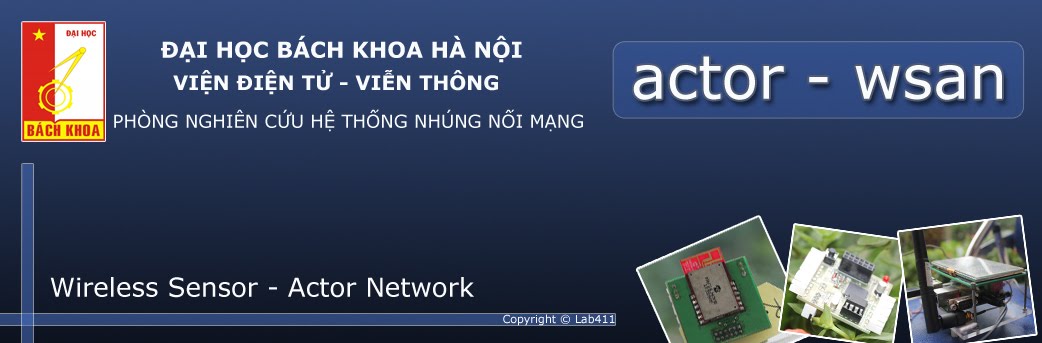 ĐẠI HỌC
BÁCH KHOA
ĐẠI HỌC BÁCH KHOA HÀ NỘI
VIỆN ĐIỆN TỬ - VIỄN THÔNG
PHÒNG NGHIÊN CỨU HỆ THỐNG NHÚNG NỐI MẠNG
actor - wsan
Wireless Sensor - Actor Network
Copyright © Lab411